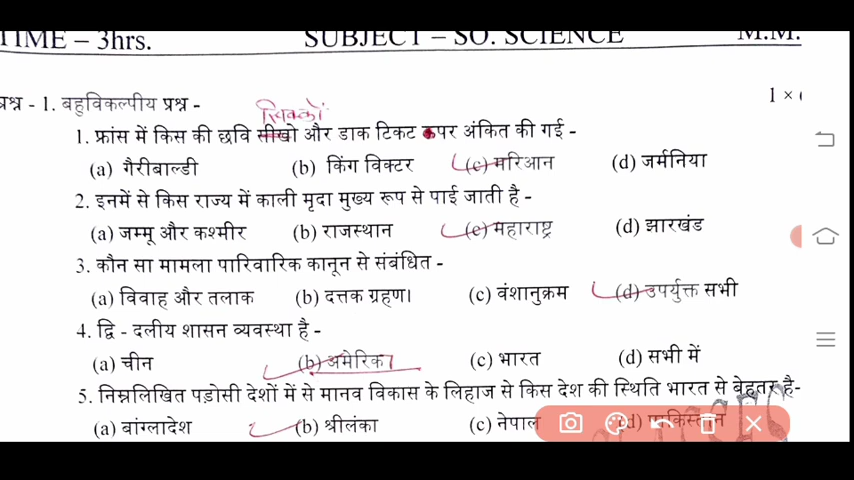 TIME – 3hrs. SUBJECT – SO. SCIENCE M.M.
प्रश्न - 1. बहुविकल्पीय प्रश्न - 1 ×
सिक्कों
1. फ्रांस में किस की छवि सीखो और डाक टिकट पर अंकित की गई -
(a) गैरीबाल्डी (b) किंग विक्टर (c) मरिआन (d) जर्मनिया
2. इनमें से किस राज्य में काली मृदा मुख्य रूप से पाई जाती है -
(a) जम्मू और कश्मीर (b) राजस्थान (c) महाराष्ट्र (d) झारखंड
3. कौन सा मामला पारिवारिक कानून से संबंधित -
(a) विवाह और तलाक (b) दत्तक ग्रहण। (c) वंशानुक्रम (d) उपर्युक्त सभी
4. द्वि - दलीय शासन व्यवस्था है -
(a) चीन (b) अमेरिका (c) भारत (d) सभी में
5. निम्नलिखित पड़ोसी देशों में से मानव विकास के लिहाज से किस देश की स्थिति भारत से बेहतर है-
(a) बांग्लादेश (b) श्रीलंका (c) नेपाल (d) पाकिस्तान